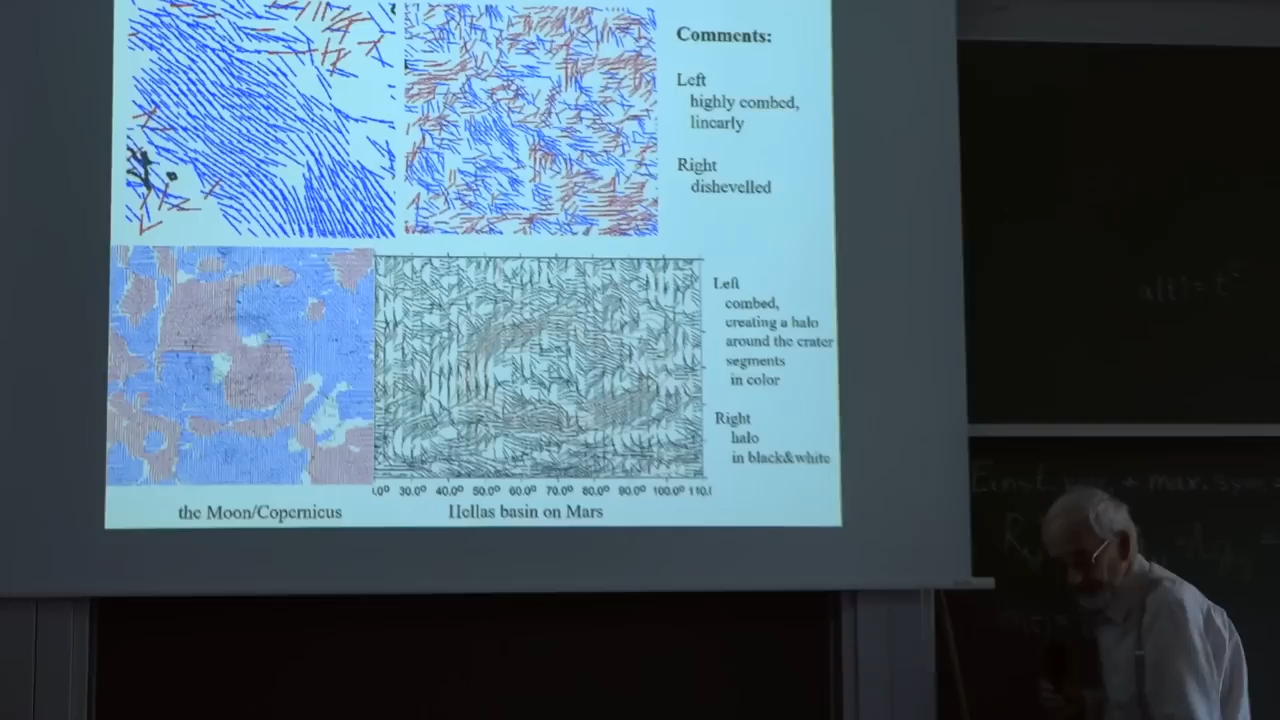 Comments:
Left
highly combed,
linearly
Right
dishevelled
Left
combed,
creating a halo
around the crater
segments
in color
Right
halo
in black&white
30.0° 40.0° 50.0° 60.0° 70.0° 80.0° 90.0° 100.0°
the Moon/Copernicus
Hellas basin on Mars
a(t) = t
+ max. sym